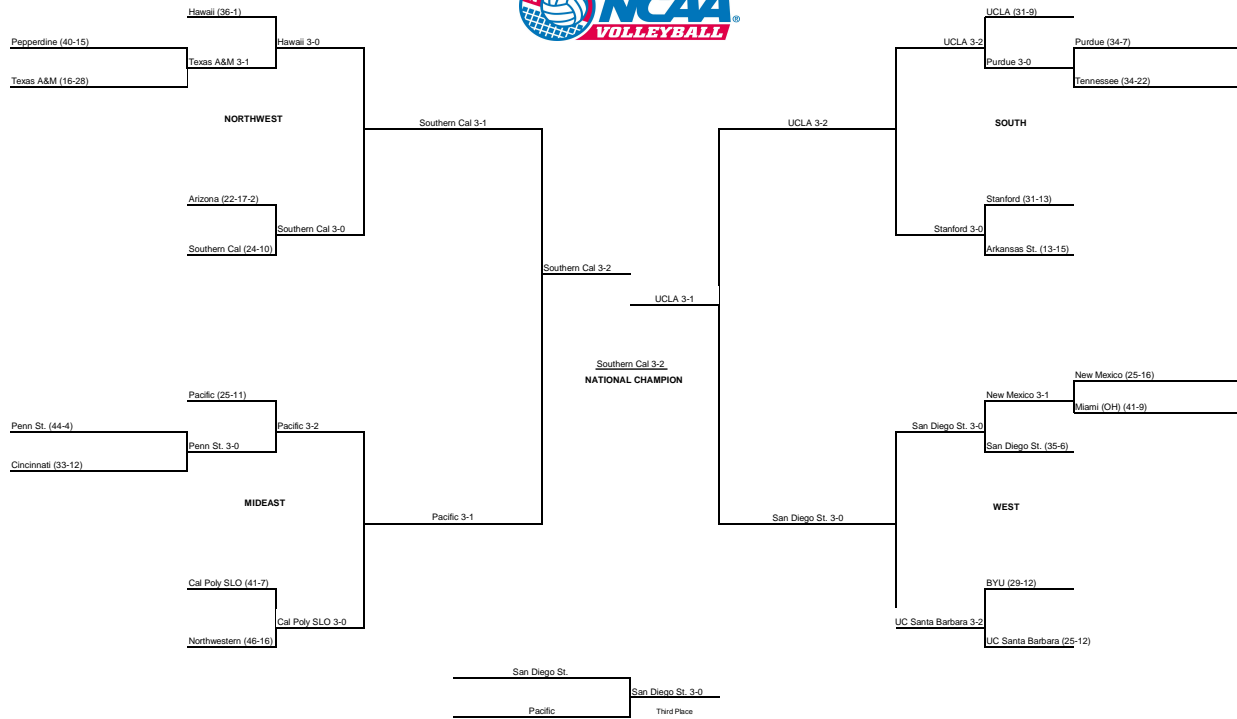 NCAA®
VOLLEYBALL
Hawaii (36-1)
Pepperdine (40-15)
Hawaii 3-0
Texas A&M 3-1
Texas A&M (16-28)
NORTHWEST
Southern Cal 3-1
Arizona (22-17-2)
Southern Cal 3-0
Southern Cal (24-10)
Southern Cal 3-2
Pacific (25-11)
Penn St. (44-4)
Pacific 3-2
Penn St. 3-0
Cincinnati (33-12)
MIDEAST
Pacific 3-1
Cal Poly SLO (41-7)
Cal Poly SLO 3-0
Northwestern (46-16)
UCLA 3-1
Southern Cal 3-2
NATIONAL CHAMPION
UCLA (31-9)
UCLA 3-2
Purdue (34-7)
Purdue 3-0
Tennessee (34-22)
UCLA 3-2
SOUTH
Stanford (31-13)
Stanford 3-0
Arkansas St. (13-15)
New Mexico (25-16)
New Mexico 3-1
Miami (OH) (41-9)
San Diego St. 3-0
San Diego St. (35-6)
WEST
San Diego St. 3-0
BYU (29-12)
UC Santa Barbara 3-2
UC Santa Barbara (25-12)
San Diego St.
San Diego St. 3-0
Pacific
Third Place